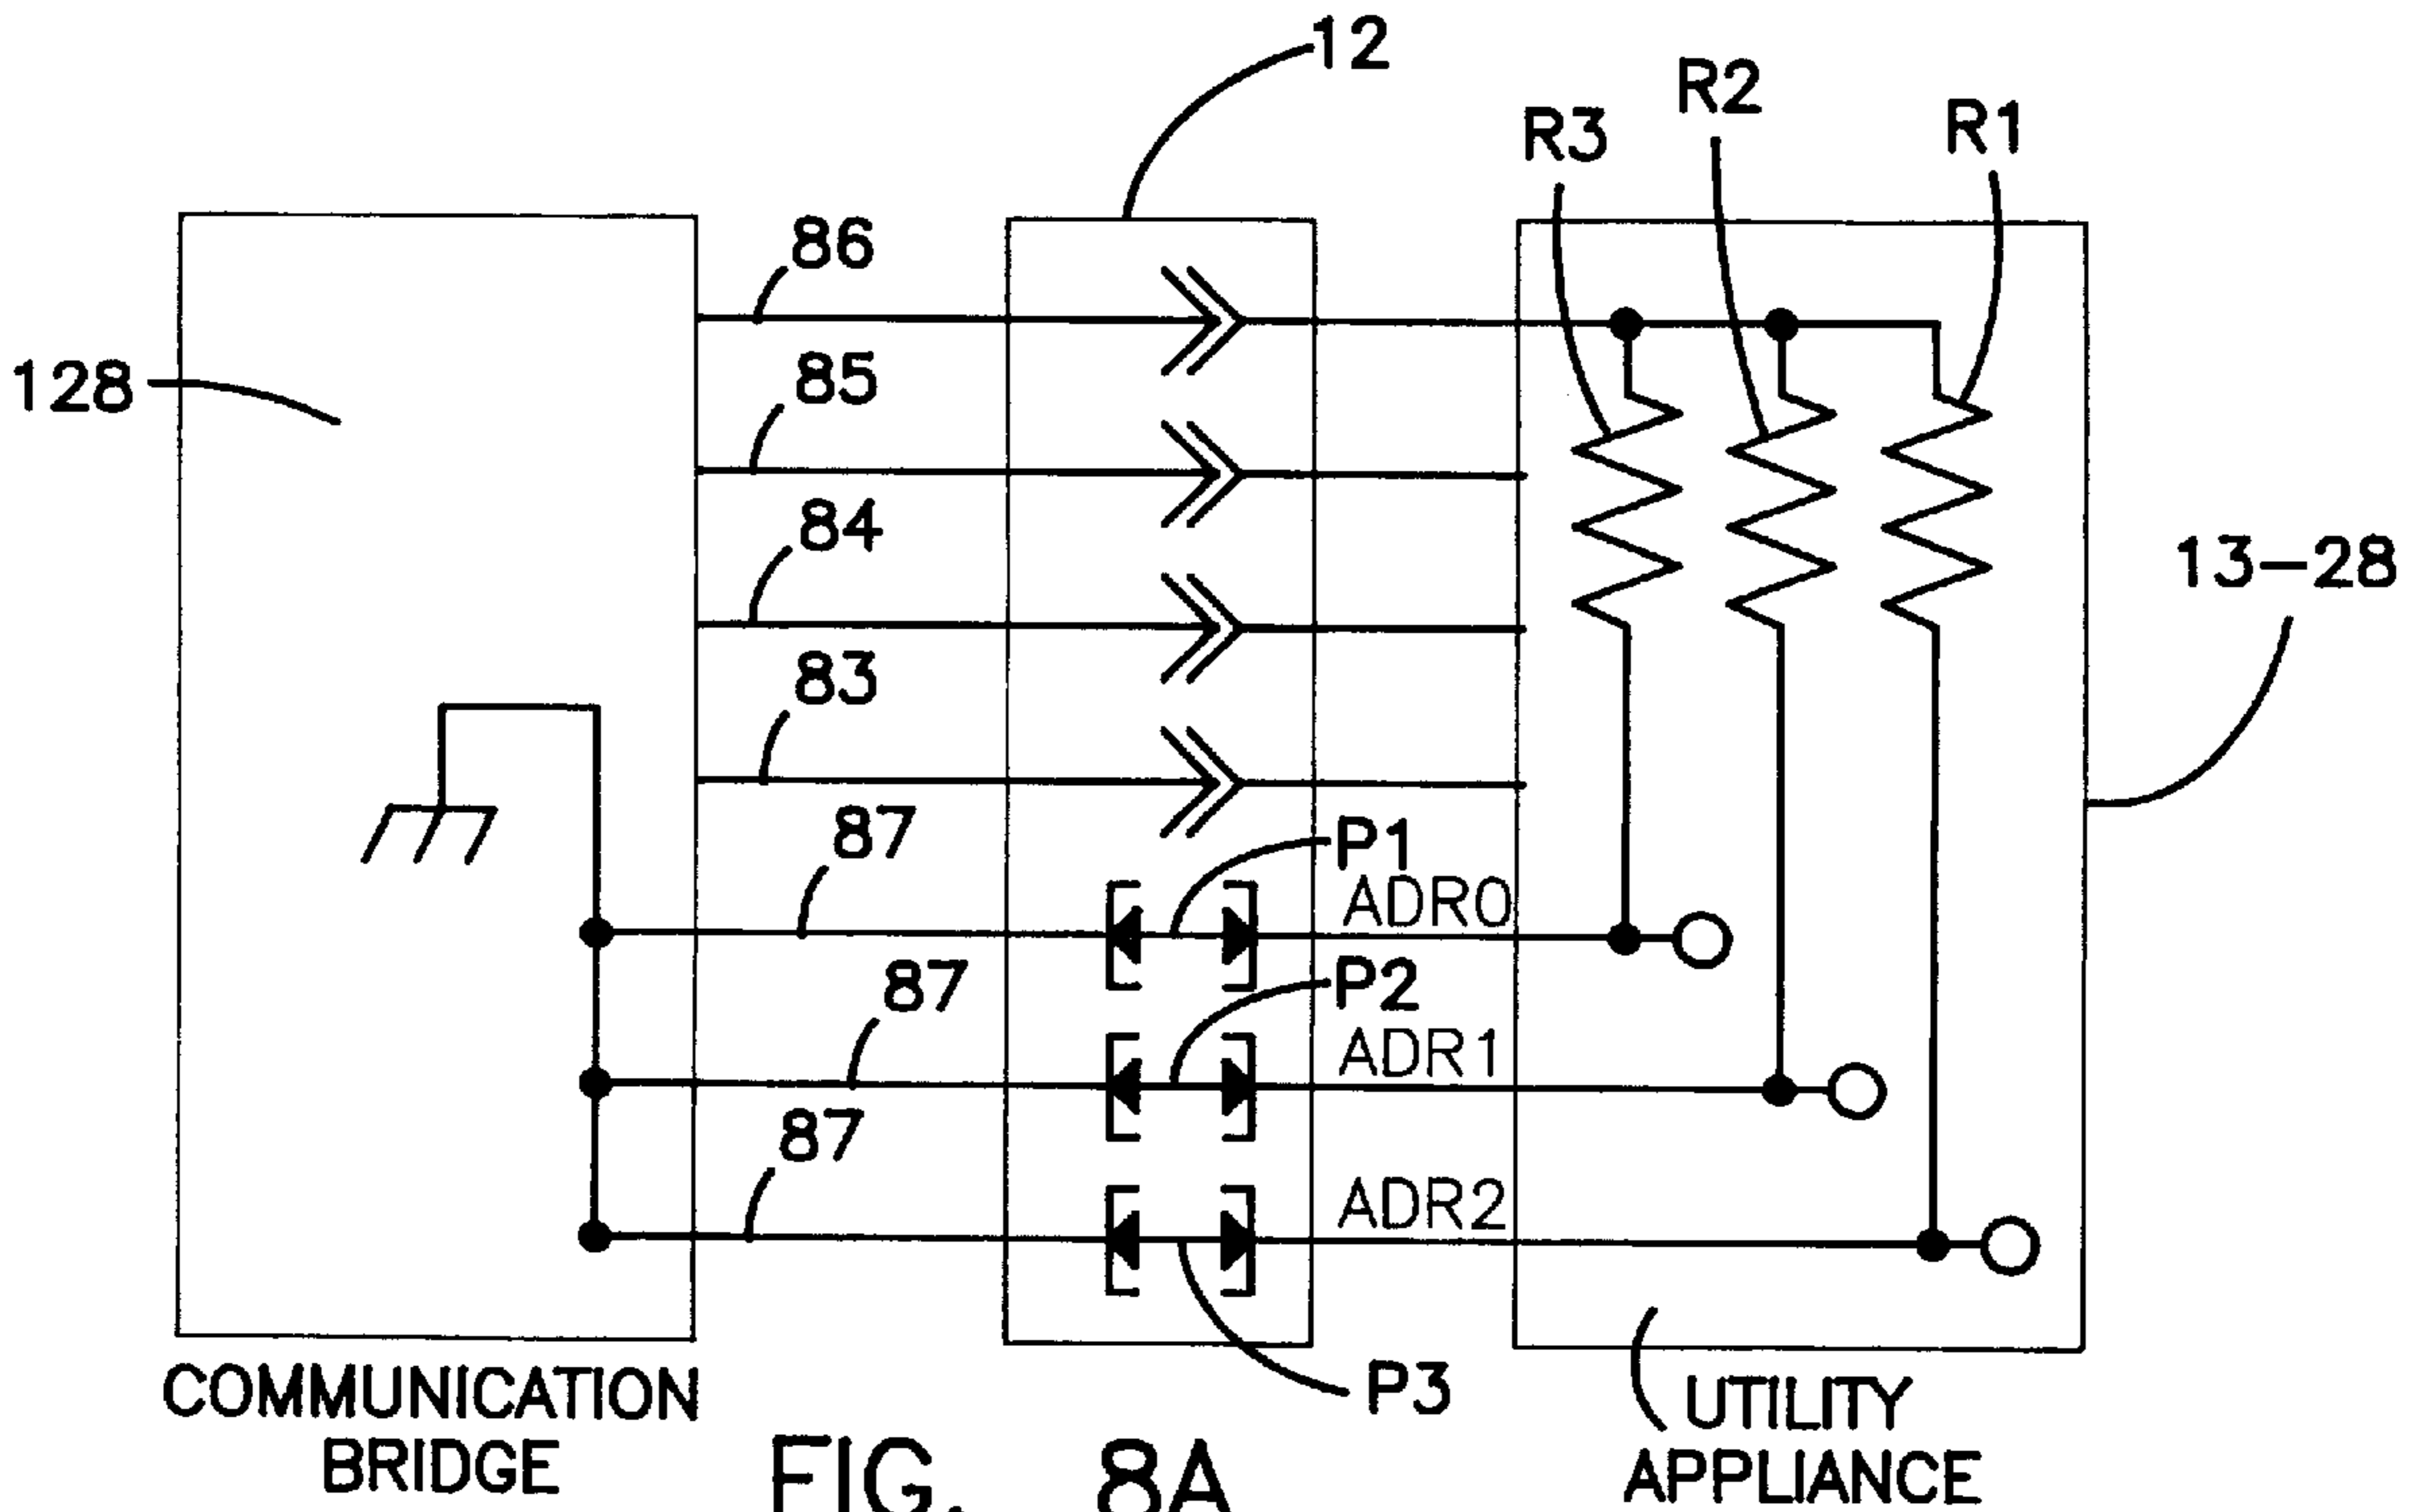 12
R2
R1
R3
86
128
85
84
13-28
83
87
P1
ADR0
87
P2
ADR1
87
ADR2
P3
COMMUNICATION
BRIDGE
UTILITY
APPLIANCE
FIG. 8A